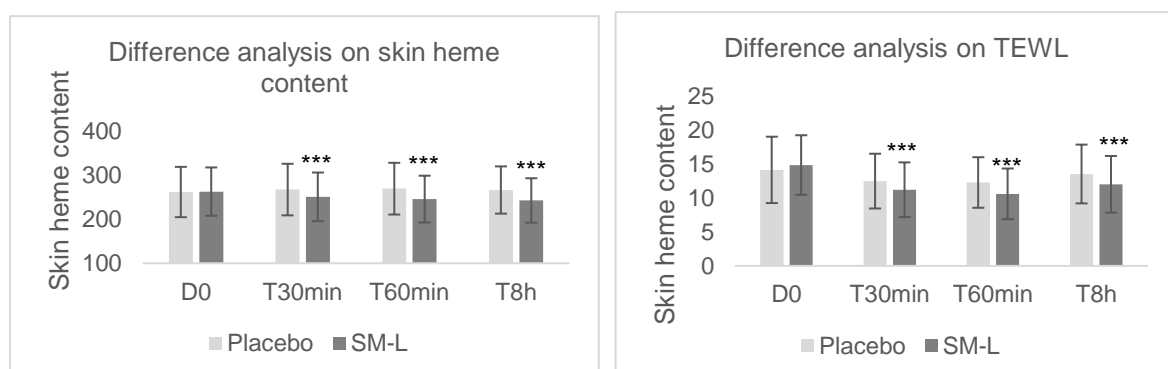 Difference analysis on skin heme
content
Skin heme content
400
300
200
100
***
***
***
D0
T30min
T60min
T8h
Placebo
SM-L
Difference analysis on TEWL
Skin heme content
25
20
15
10
5
0
***
***
***
D0
T30min
T60min
T8h
Placebo
SM-L